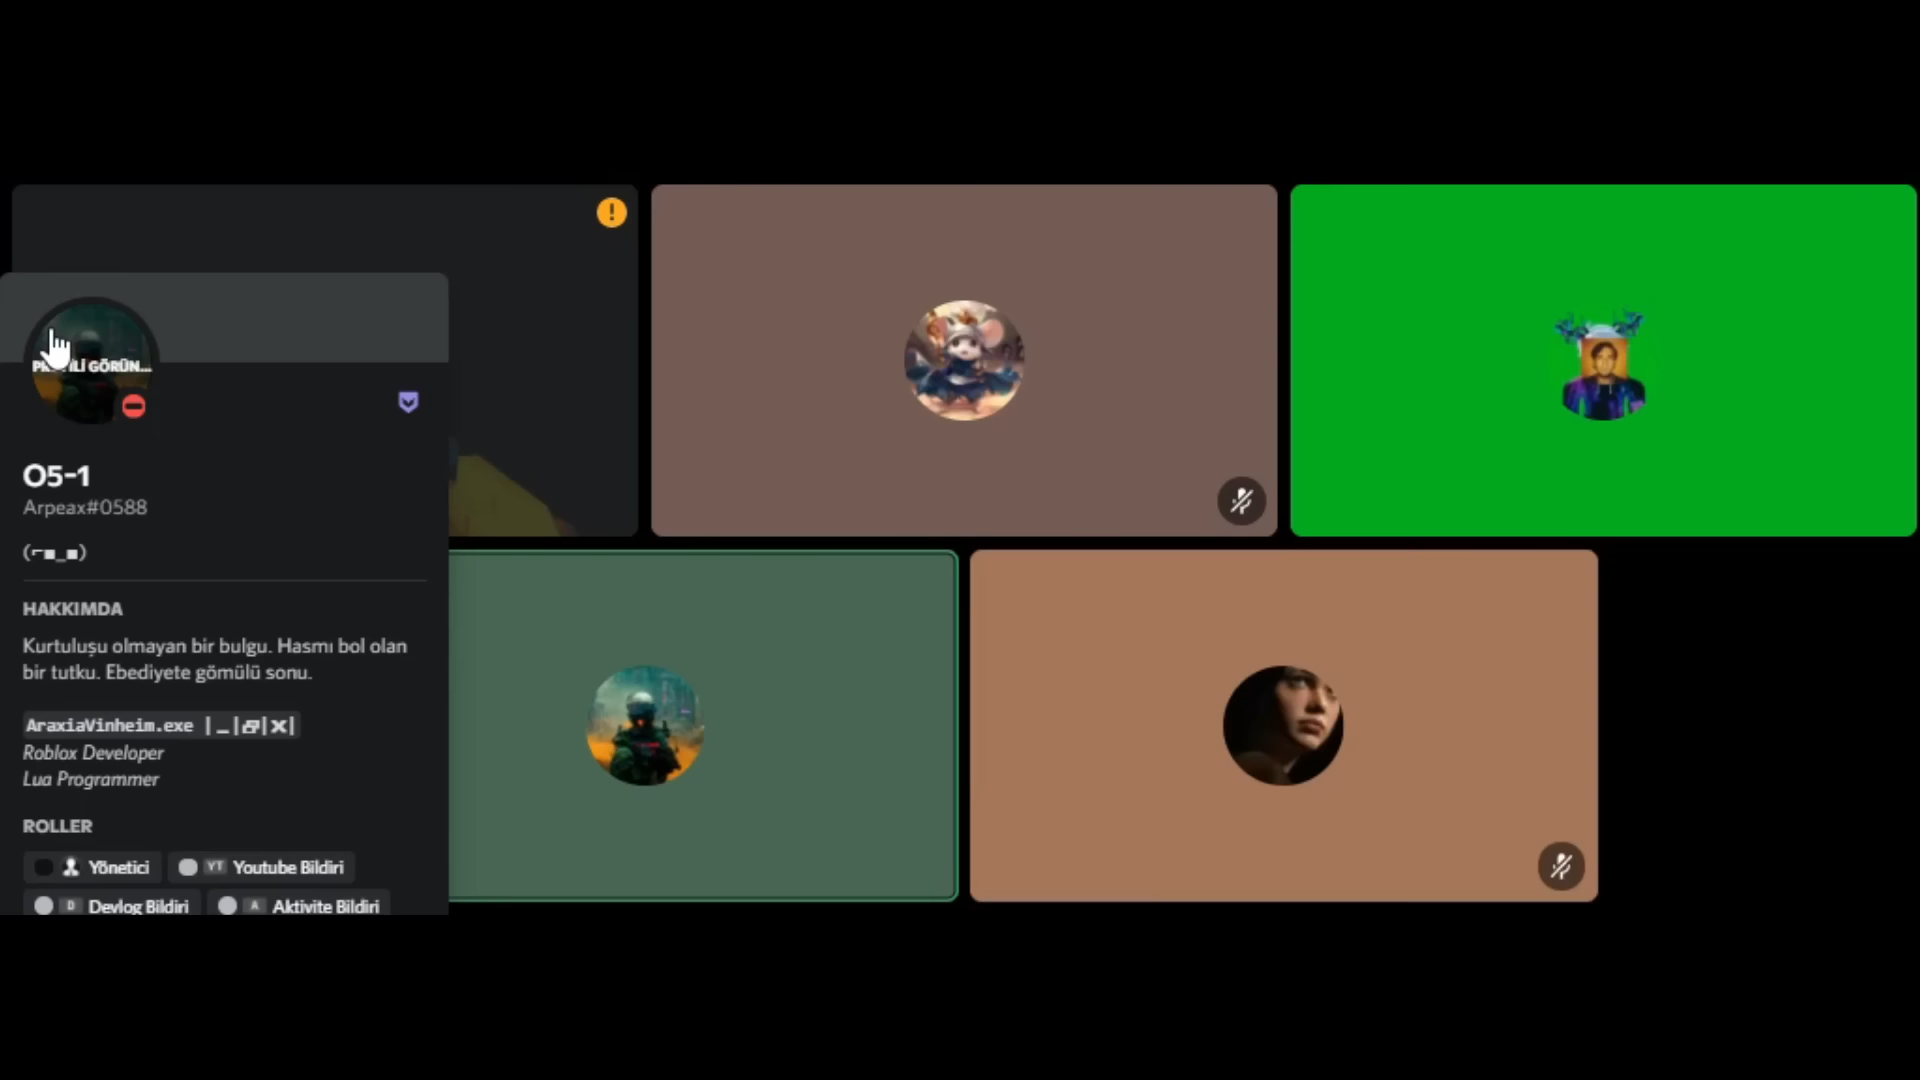 GÖRÜN...
O5-1
Arpeax#0588
(⌐■_■)
HAKKIMDA
Kurtuluşu olmayan bir bulgu. Hasmı bol olan
bir tutku. Ebediyete gömülü sonu.
AraxiaVinheim.exe |_|🗗|✕|
Roblox Developer
Lua Programmer
ROLLER
Yönetici
YT Youtube Bildiri
D Devlog Bildiri
A Aktivite Bildiri